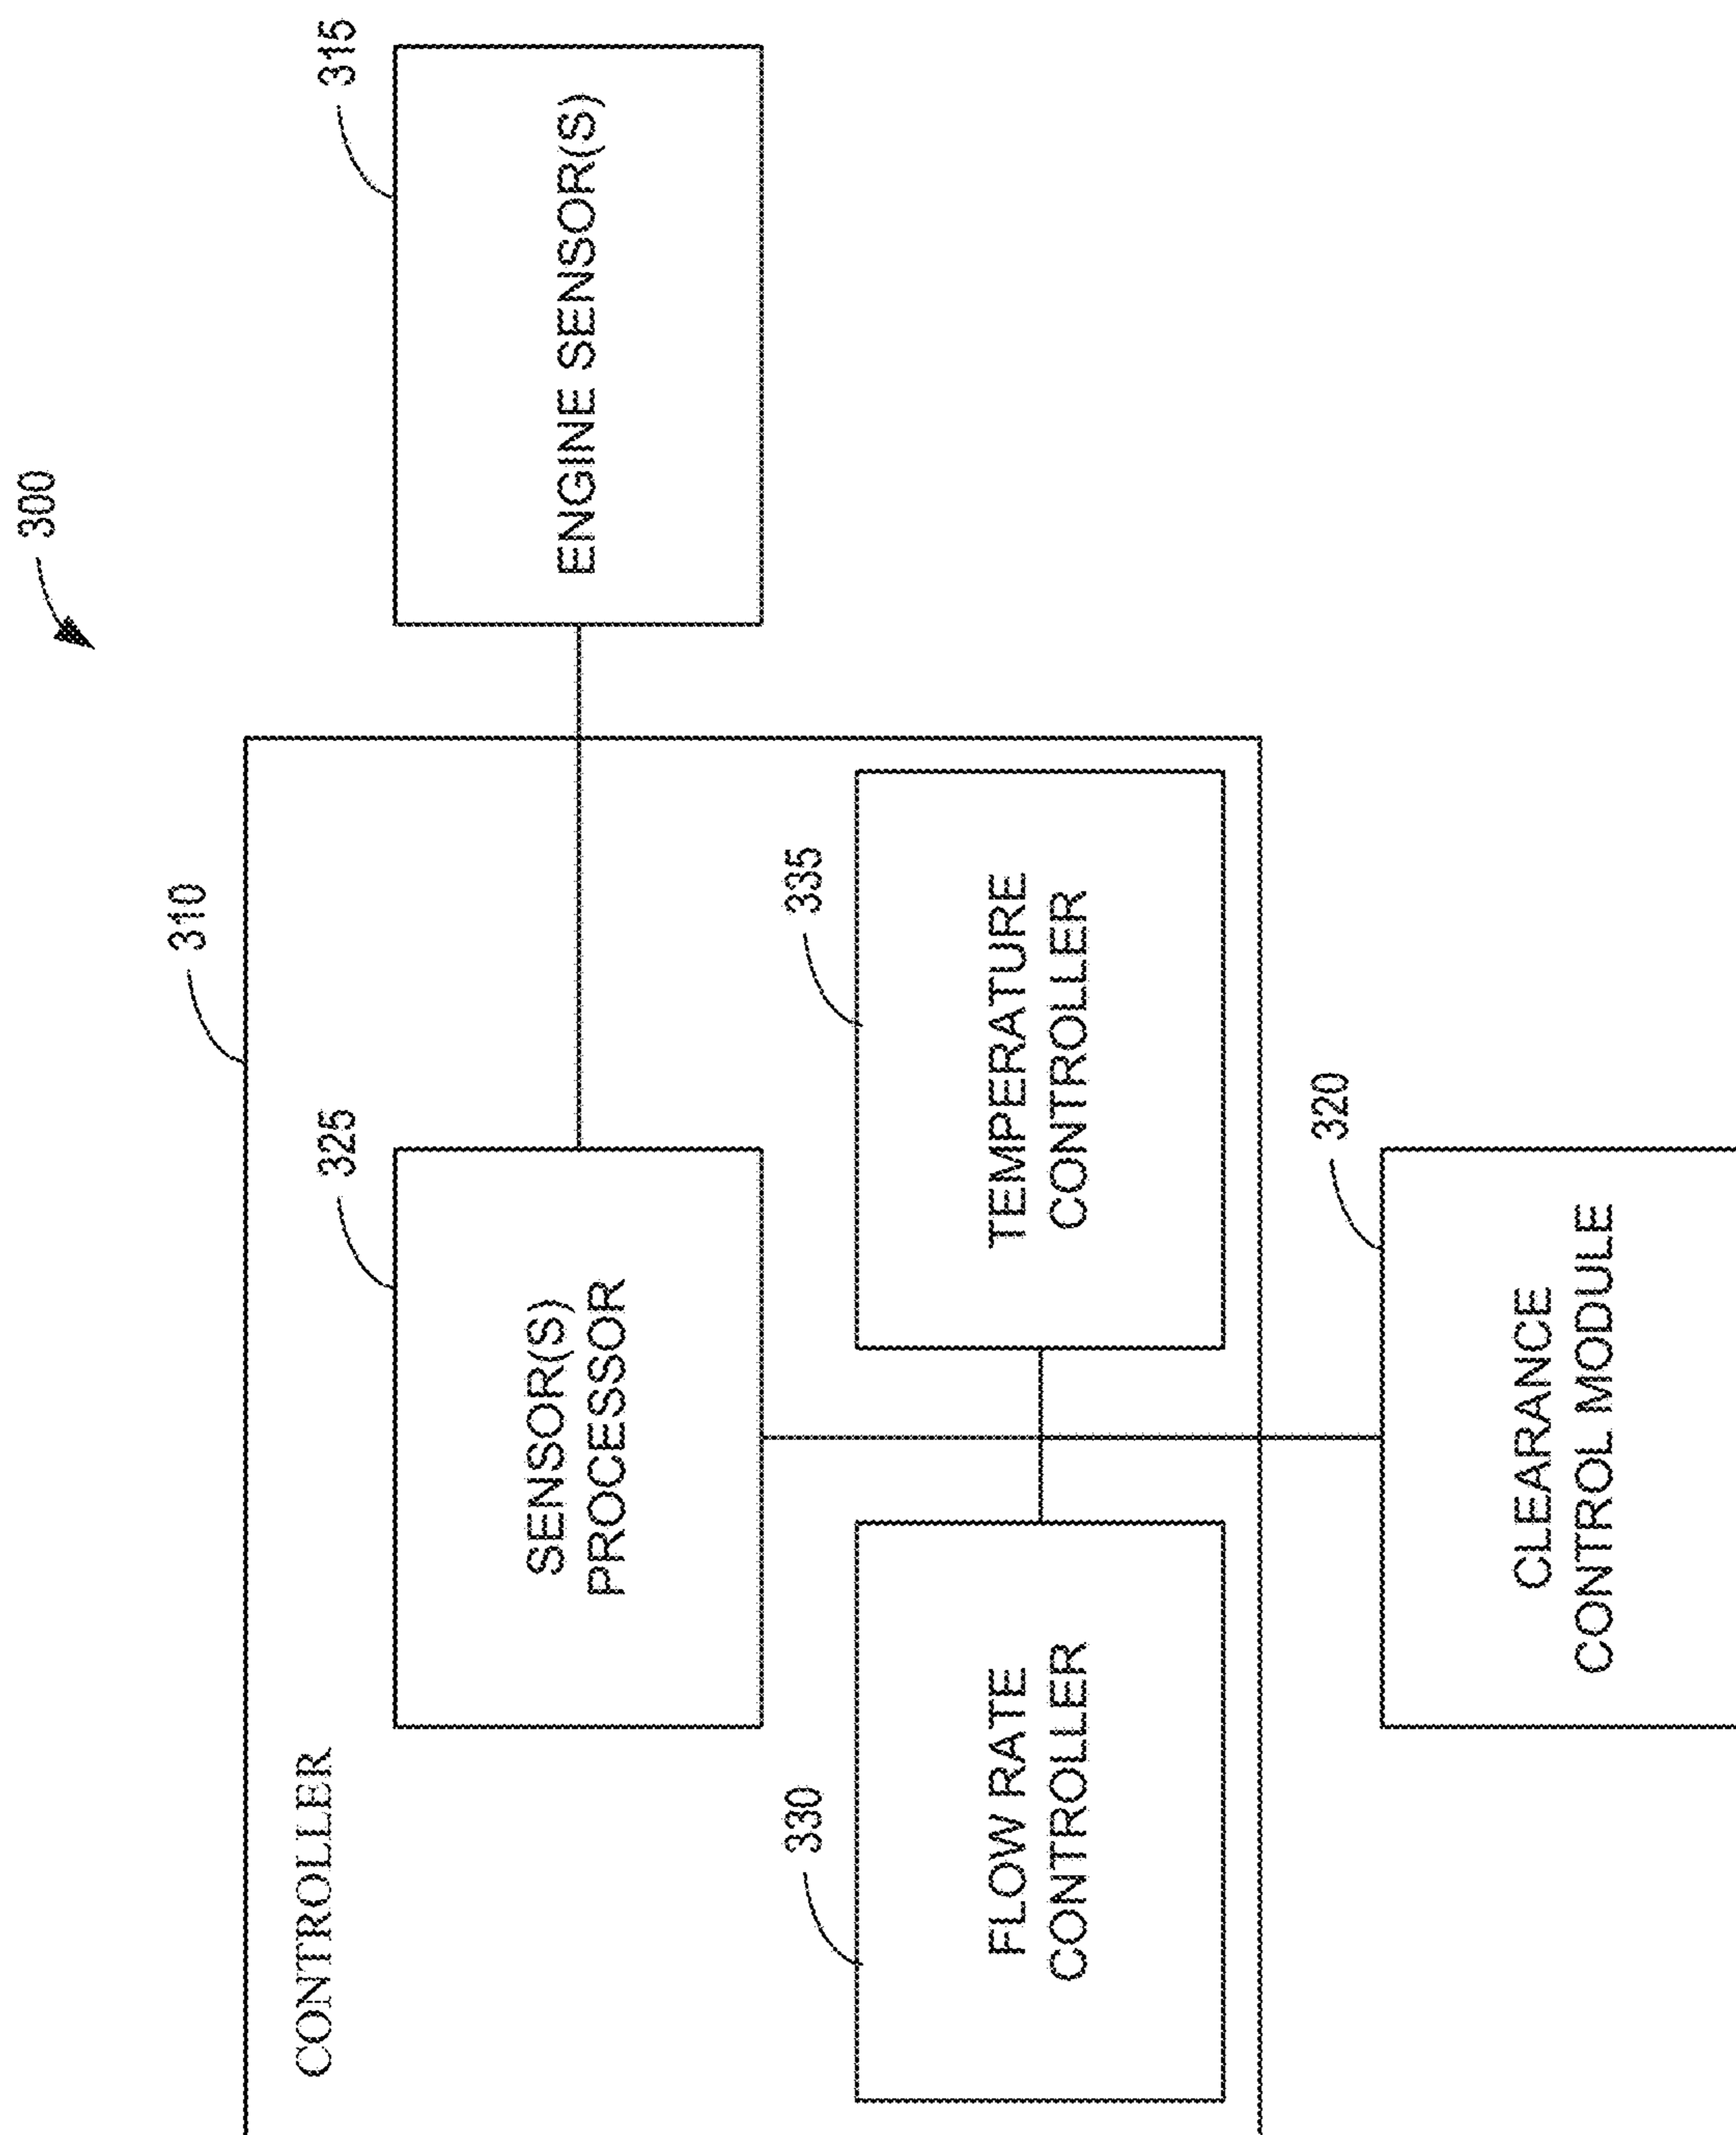 300
310
CONTROLLER
325
SENSOR(S)
PROCESSOR
315
ENGINE SENSOR(S)
330
FLOW RATE
CONTROLLER
335
TEMPERATURE
CONTROLLER
320
CLEARANCE
CONTROL MODULE